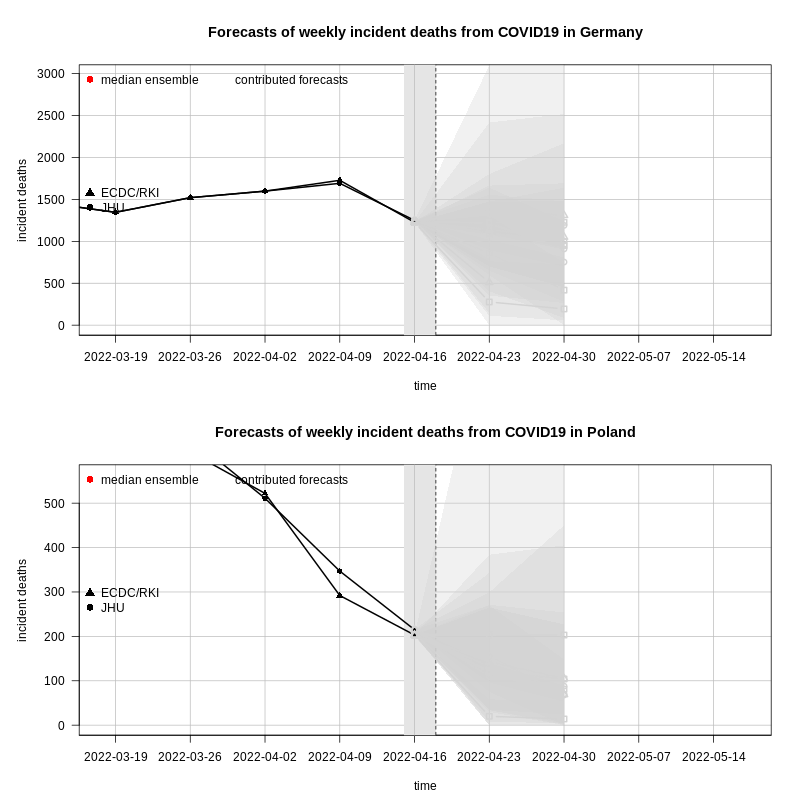 Forecasts of weekly incident deaths from COVID19 in Germany
3000
median ensemble
contributed forecasts
2500
2000
incident deaths
1500
ECDC/RKI
JHU
1000
500
0
2022-03-19 2022-03-26 2022-04-02 2022-04-09 2022-04-16 2022-04-23 2022-04-30 2022-05-07 2022-05-14
time
Forecasts of weekly incident deaths from COVID19 in Poland
median ensemble
contributed forecasts
500
400
incident deaths
300
ECDC/RKI
JHU
200
100
0
2022-03-19 2022-03-26 2022-04-02 2022-04-09 2022-04-16 2022-04-23 2022-04-30 2022-05-07 2022-05-14
time